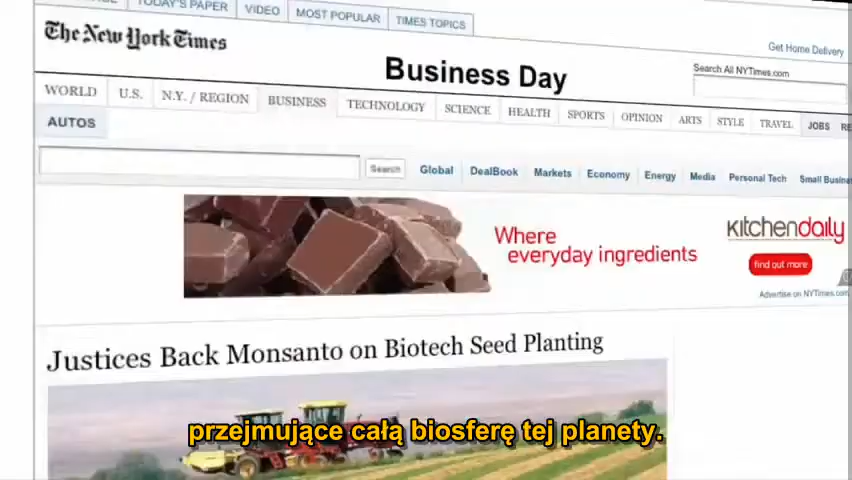 TODAY'S PAPER VIDEO MOST POPULAR TIMES TOPICS
The New York Times
Business Day
Get Home Delivery
Search All NYTimes.com
WORLD U.S. N.Y. / REGION BUSINESS TECHNOLOGY SCIENCE HEALTH SPORTS OPINION ARTS STYLE TRAVEL JOBS
AUTOS
Search Global DealBook Markets Economy Energy Media Personal Tech Small
Where
everyday ingredients
kitchendaily
find out more
Advertise on NYTimes.com
Justices Back Monsanto on Biotech Seed Planting
przejmujące całą biosferę tej planety.